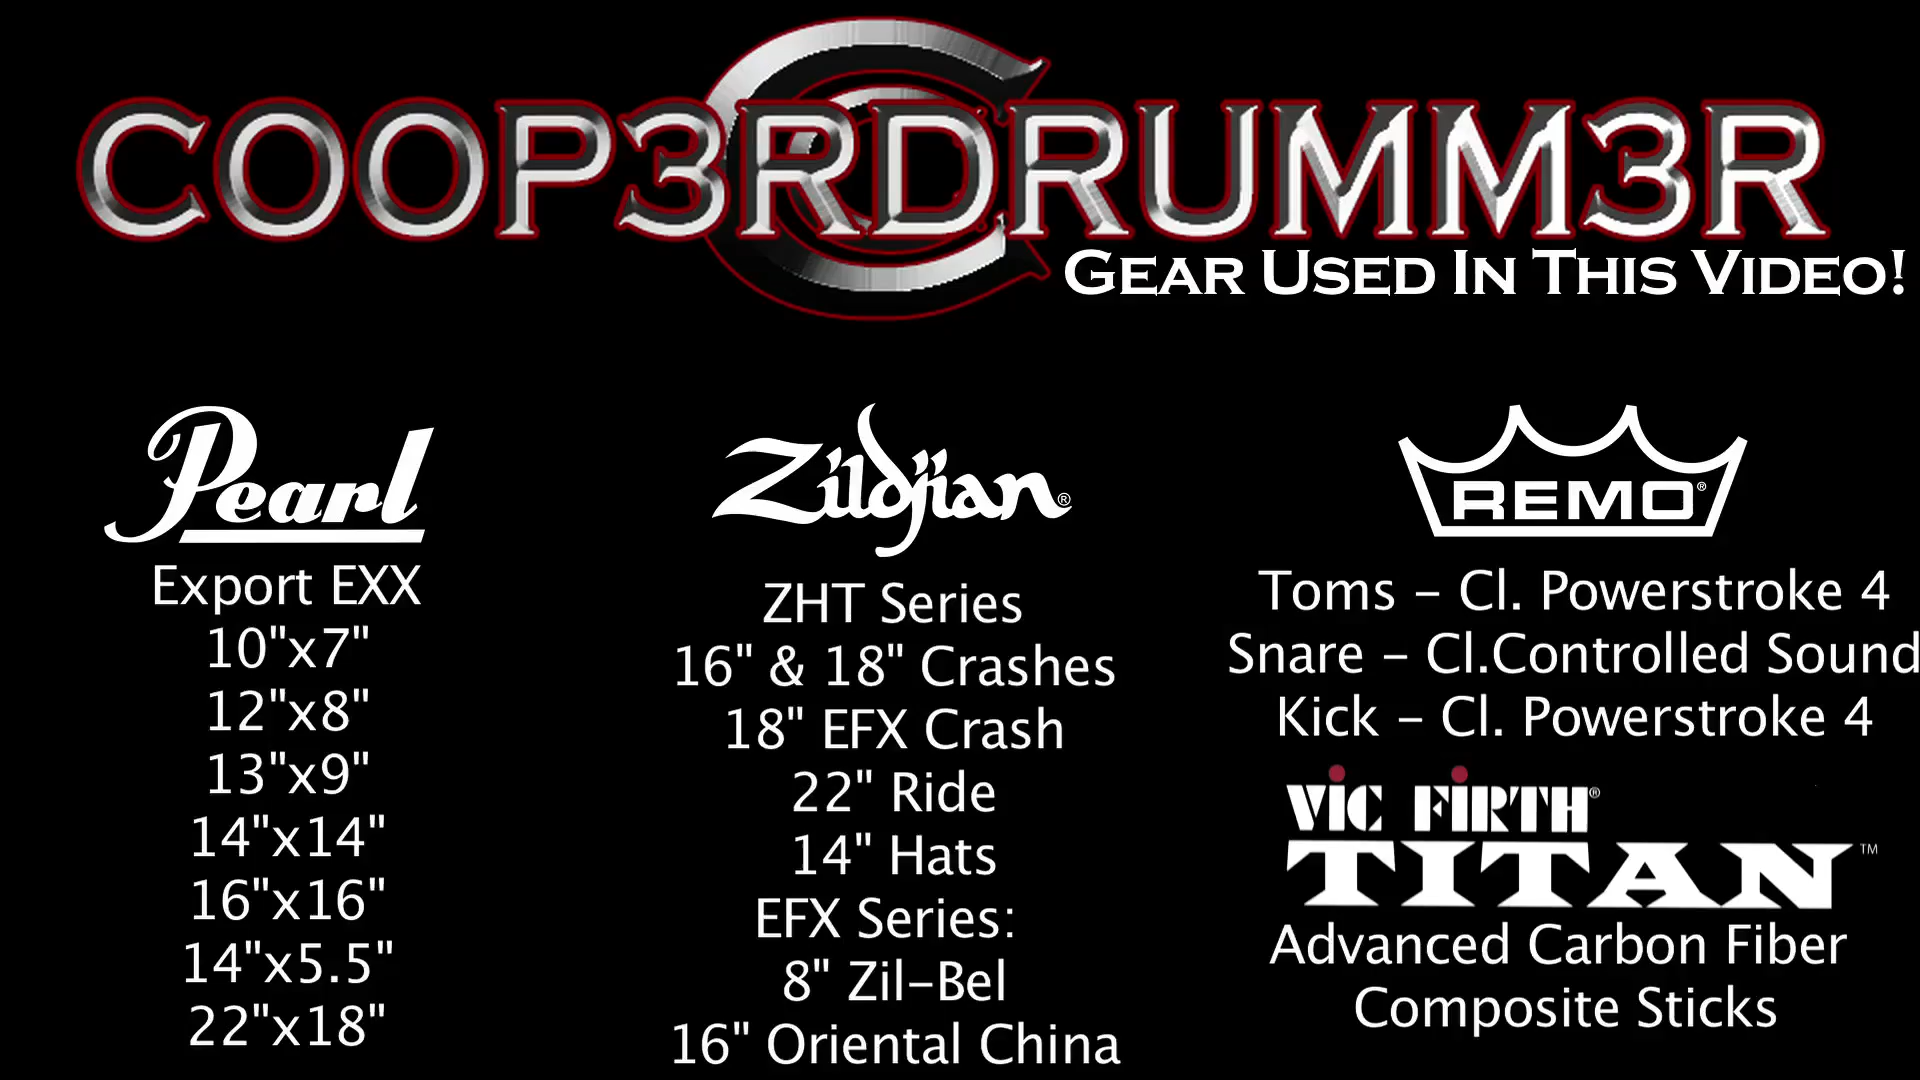 COOP3RDRUMM3R
GEAR USED IN THIS VIDEO!
Pearl
Export EXX
10"x7"
12"x8"
13"x9"
14"x14"
16"x16"
14"x5.5"
22"x18"
Zildjian®
ZHT Series
16" & 18" Crashes
18" EFX Crash
22" Ride
14" Hats
EFX Series:
8" Zil-Bel
16" Oriental China
REMO®
Toms – Cl. Powerstroke 4
Snare – Cl.Controlled Sound
Kick – Cl. Powerstroke 4
VIC FIRTH®
TITAN™
Advanced Carbon Fiber
Composite Sticks